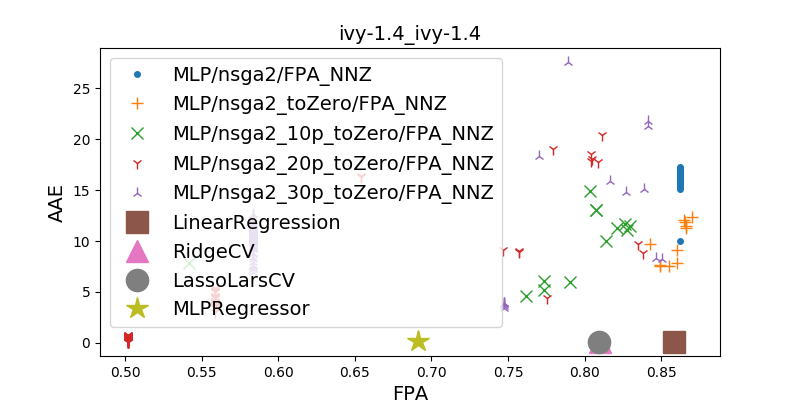 ivy-1.4_ivy-1.4
AAE
25
20
15
10
5
0
MLP/nsga2/FPA_NNZ
MLP/nsga2_toZero/FPA_NNZ
MLP/nsga2_10p_toZero/FPA_NNZ
MLP/nsga2_20p_toZero/FPA_NNZ
MLP/nsga2_30p_toZero/FPA_NNZ
LinearRegression
RidgeCV
LassoLarsCV
MLPRegressor
0.50 0.55 0.60 0.65 0.70 0.75 0.80 0.85
FPA